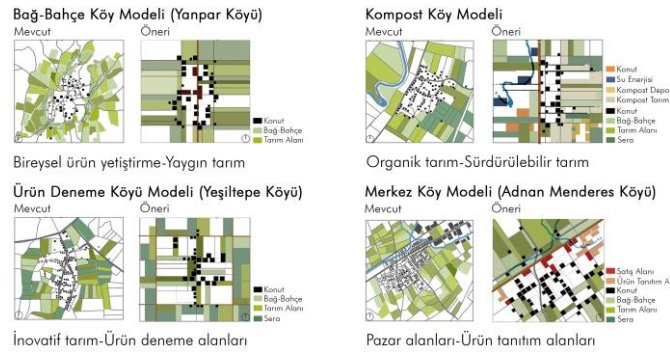 Bağ-Bahçe Köy Modeli (Yanpar Köyü)
Mevcut
Öneri
Konut
Bağ-Bahçe
Tarım Alanı
Bireysel ürün yetiştirme-Yaygın tarım
Kompost Köy Modeli
Mevcut
Öneri
Konut
Su Enerjisi
Kompost Depo
Kompost Tarım
Konut
Bağ-Bahçe
Tarım Alanı
Sera
Organik tarım-Sürdürülebilir tarım
Ürün Deneme Köyü Modeli (Yeşiltepe Köyü)
Mevcut
Öneri
Konut
Bağ-Bahçe
Tarım Alanı
Sera
İnovatif tarım-Ürün deneme alanları
Merkez Köy Modeli (Adnan Menderes Köyü)
Mevcut
Öneri
Satış Alanı
Ürün Tanıtım A
Konut
Bağ-Bahçe
Tarım Alanı
Sera
Pazar alanları-Ürün tanıtım alanları